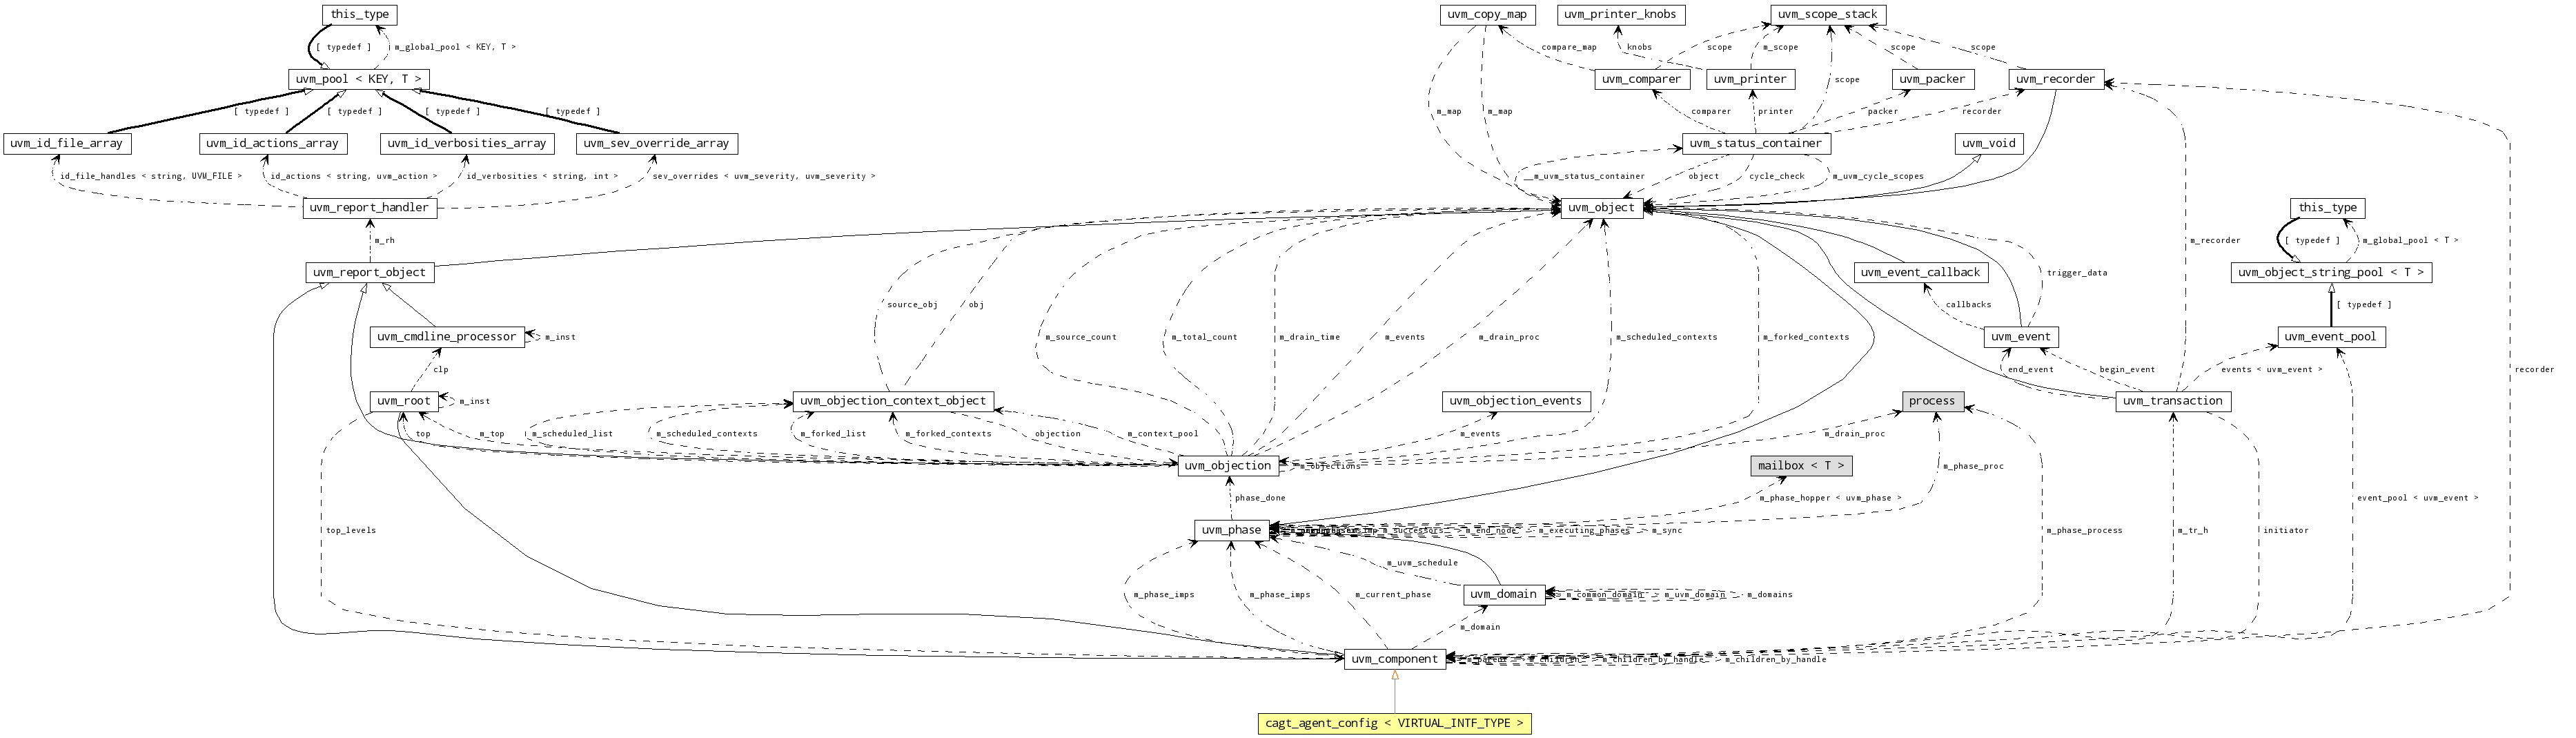 this_type
uvm_copy_map
uvm_printer_knobs
uvm_scope_stack
[ typedef ]
m_global_pool < KEY, T >
compare_map
knobs
scope
m_scope
scope
scope
uvm_pool < KEY, T >
uvm_comparer
uvm_printer
uvm_packer
uvm_recorder
scope
[ typedef ]
[ typedef ]
[ typedef ]
[ typedef ]
m_map
m_map
comparer
printer
packer
recorder
uvm_id_file_array
uvm_id_actions_array
uvm_id_verbosities_array
uvm_sev_override_array
uvm_status_container
uvm_void
id_file_handles < string, UVM_FILE >
id_actions < string, uvm_action >
id_verbosities < string, int >
sev_overrides < uvm_severity, uvm_severity >
__m_uvm_status_container
object
cycle_check
m_uvm_cycle_scopes
uvm_report_handler
uvm_object
this_type
m_rh
m_recorder
[ typedef ]
m_global_pool < T >
uvm_report_object
uvm_event_callback
trigger_data
uvm_object_string_pool < T >
source_obj
obj
callbacks
[ typedef ]
uvm_cmdline_processor
m_inst
m_source_count
m_total_count
m_drain_time
m_events
m_drain_proc
m_scheduled_contexts
m_forked_contexts
uvm_event
uvm_event_pool
clp
end_event
begin_event
events < uvm_event >
recorder
uvm_root
m_inst
uvm_objection_context_object
uvm_objection_events
process
uvm_transaction
top
m_top
m_scheduled_list
m_scheduled_contexts
m_forked_list
m_forked_contexts
objection
m_context_pool
m_events
m_drain_proc
uvm_objection
m_objections
mailbox < T >
m_phase_proc
phase_done
m_phase_hopper < uvm_phase >
event_pool < uvm_event >
top_levels
uvm_phase
m_successors
m_end_node
m_executing_phases
m_sync
m_phase_process
m_tr_h
initiator
m_uvm_schedule
m_phase_imps
m_phase_imps
m_current_phase
uvm_domain
m_common_domain
m_uvm_domain
m_domains
m_domain
uvm_component
m_parent
m_children
m_children_by_handle
m_children_by_handle
cagt_agent_config < VIRTUAL_INTF_TYPE >